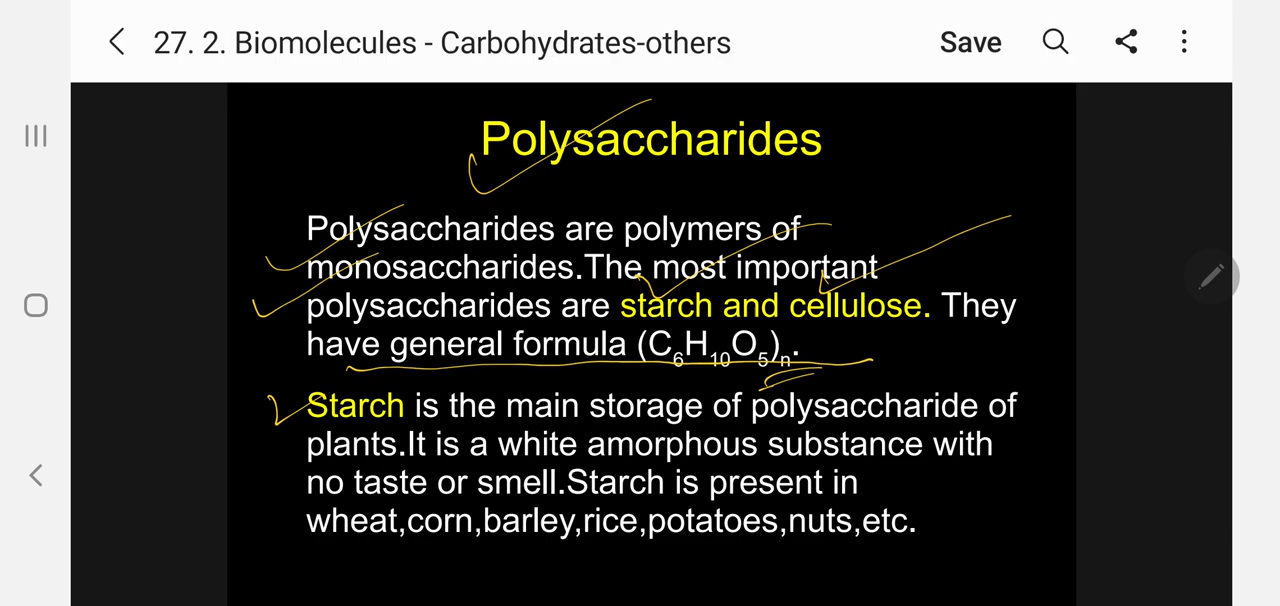 27. 2. Biomolecules - Carbohydrates-others
Save
Polysaccharides
Polysaccharides are polymers of
monosaccharides.The most important
polysaccharides are starch and cellulose. They
have general formula (C₆H₁₀O₅)ₙ.
Starch is the main storage of polysaccharide of
plants.It is a white amorphous substance with
no taste or smell.Starch is present in
wheat,corn,barley,rice,potatoes,nuts,etc.